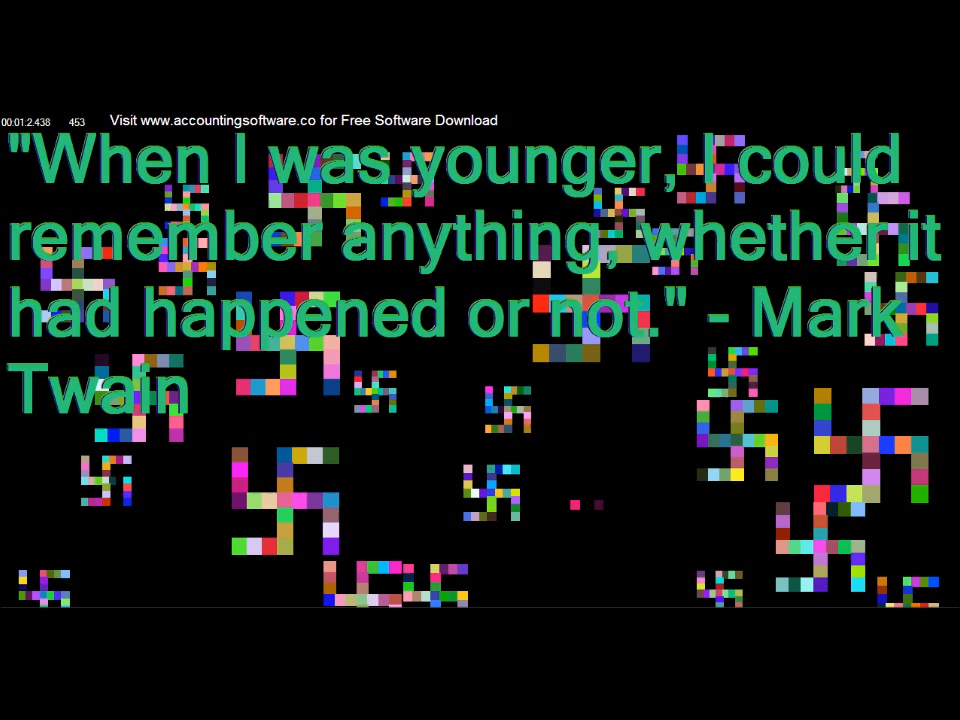 00:01:2.438 453 Visit www.accountingsoftware.co for Free Software Download
"When I was younger, I could
remember anything, whether it
had happened or not." - Mark
Twain